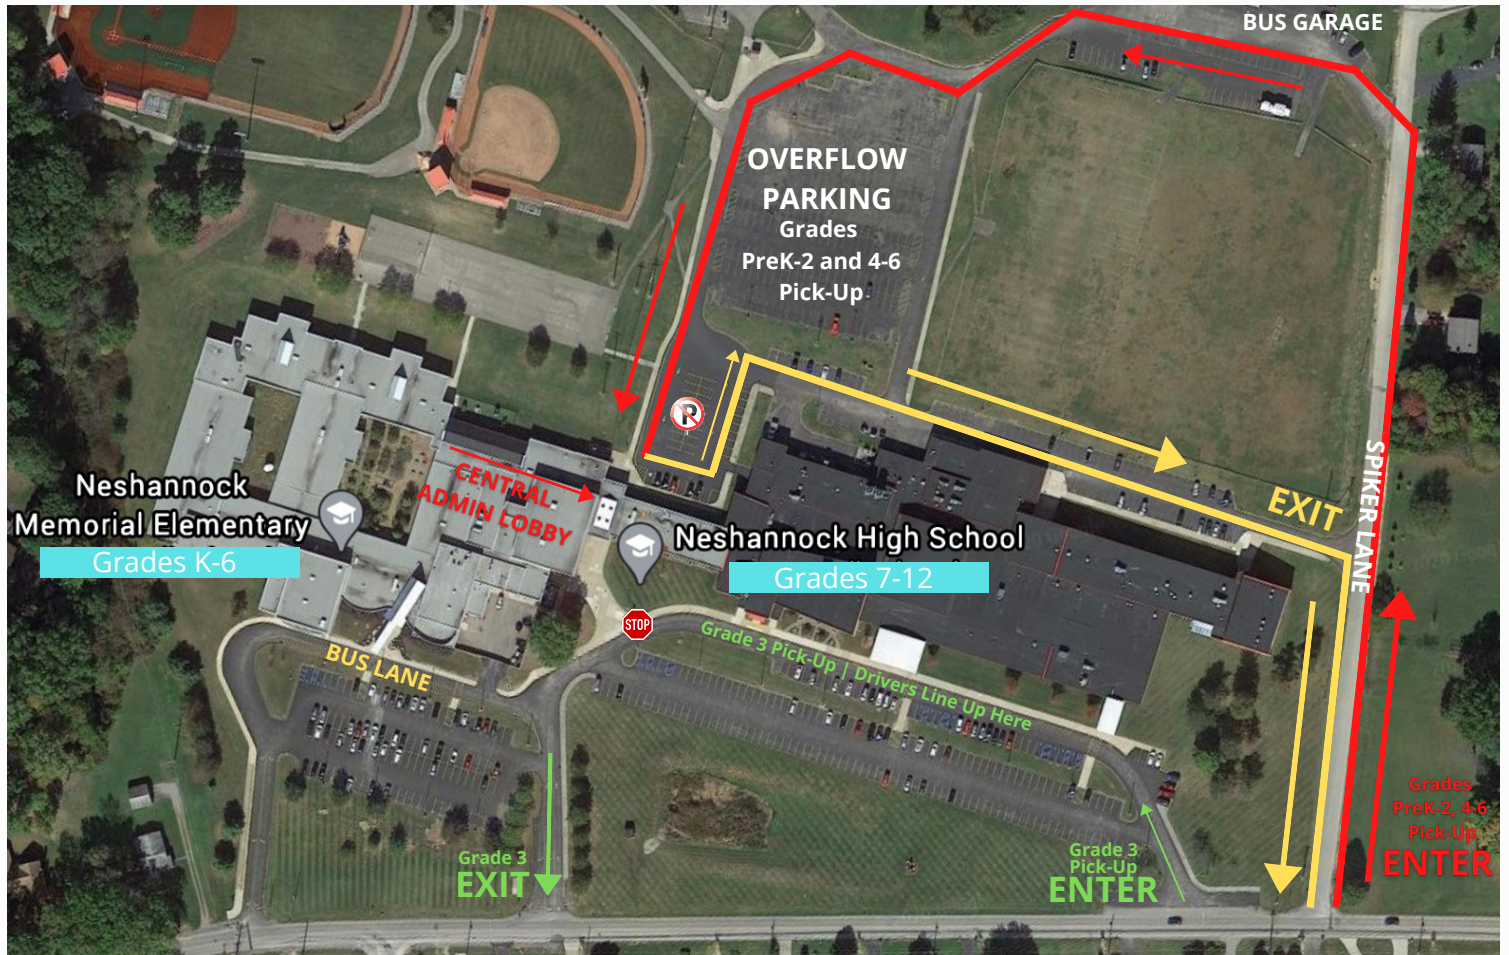 BUS GARAGE
OVERFLOW
PARKING
Grades
PreK-2 and 4-6
Pick-Up
P
EXIT
SPIKER LANE
CENTRAL
ADMIN LOBBY
Neshannock
Memorial Elementary
Grades K-6
Neshannock High School
Grades 7-12
STOP
BUS LANE
Grade 3 Pick-Up | Drivers Line Up Here
Grade 3
EXIT
Grade 3
Pick-Up
ENTER
Grades
PreK-2, 4-6
Pick-Up
ENTER